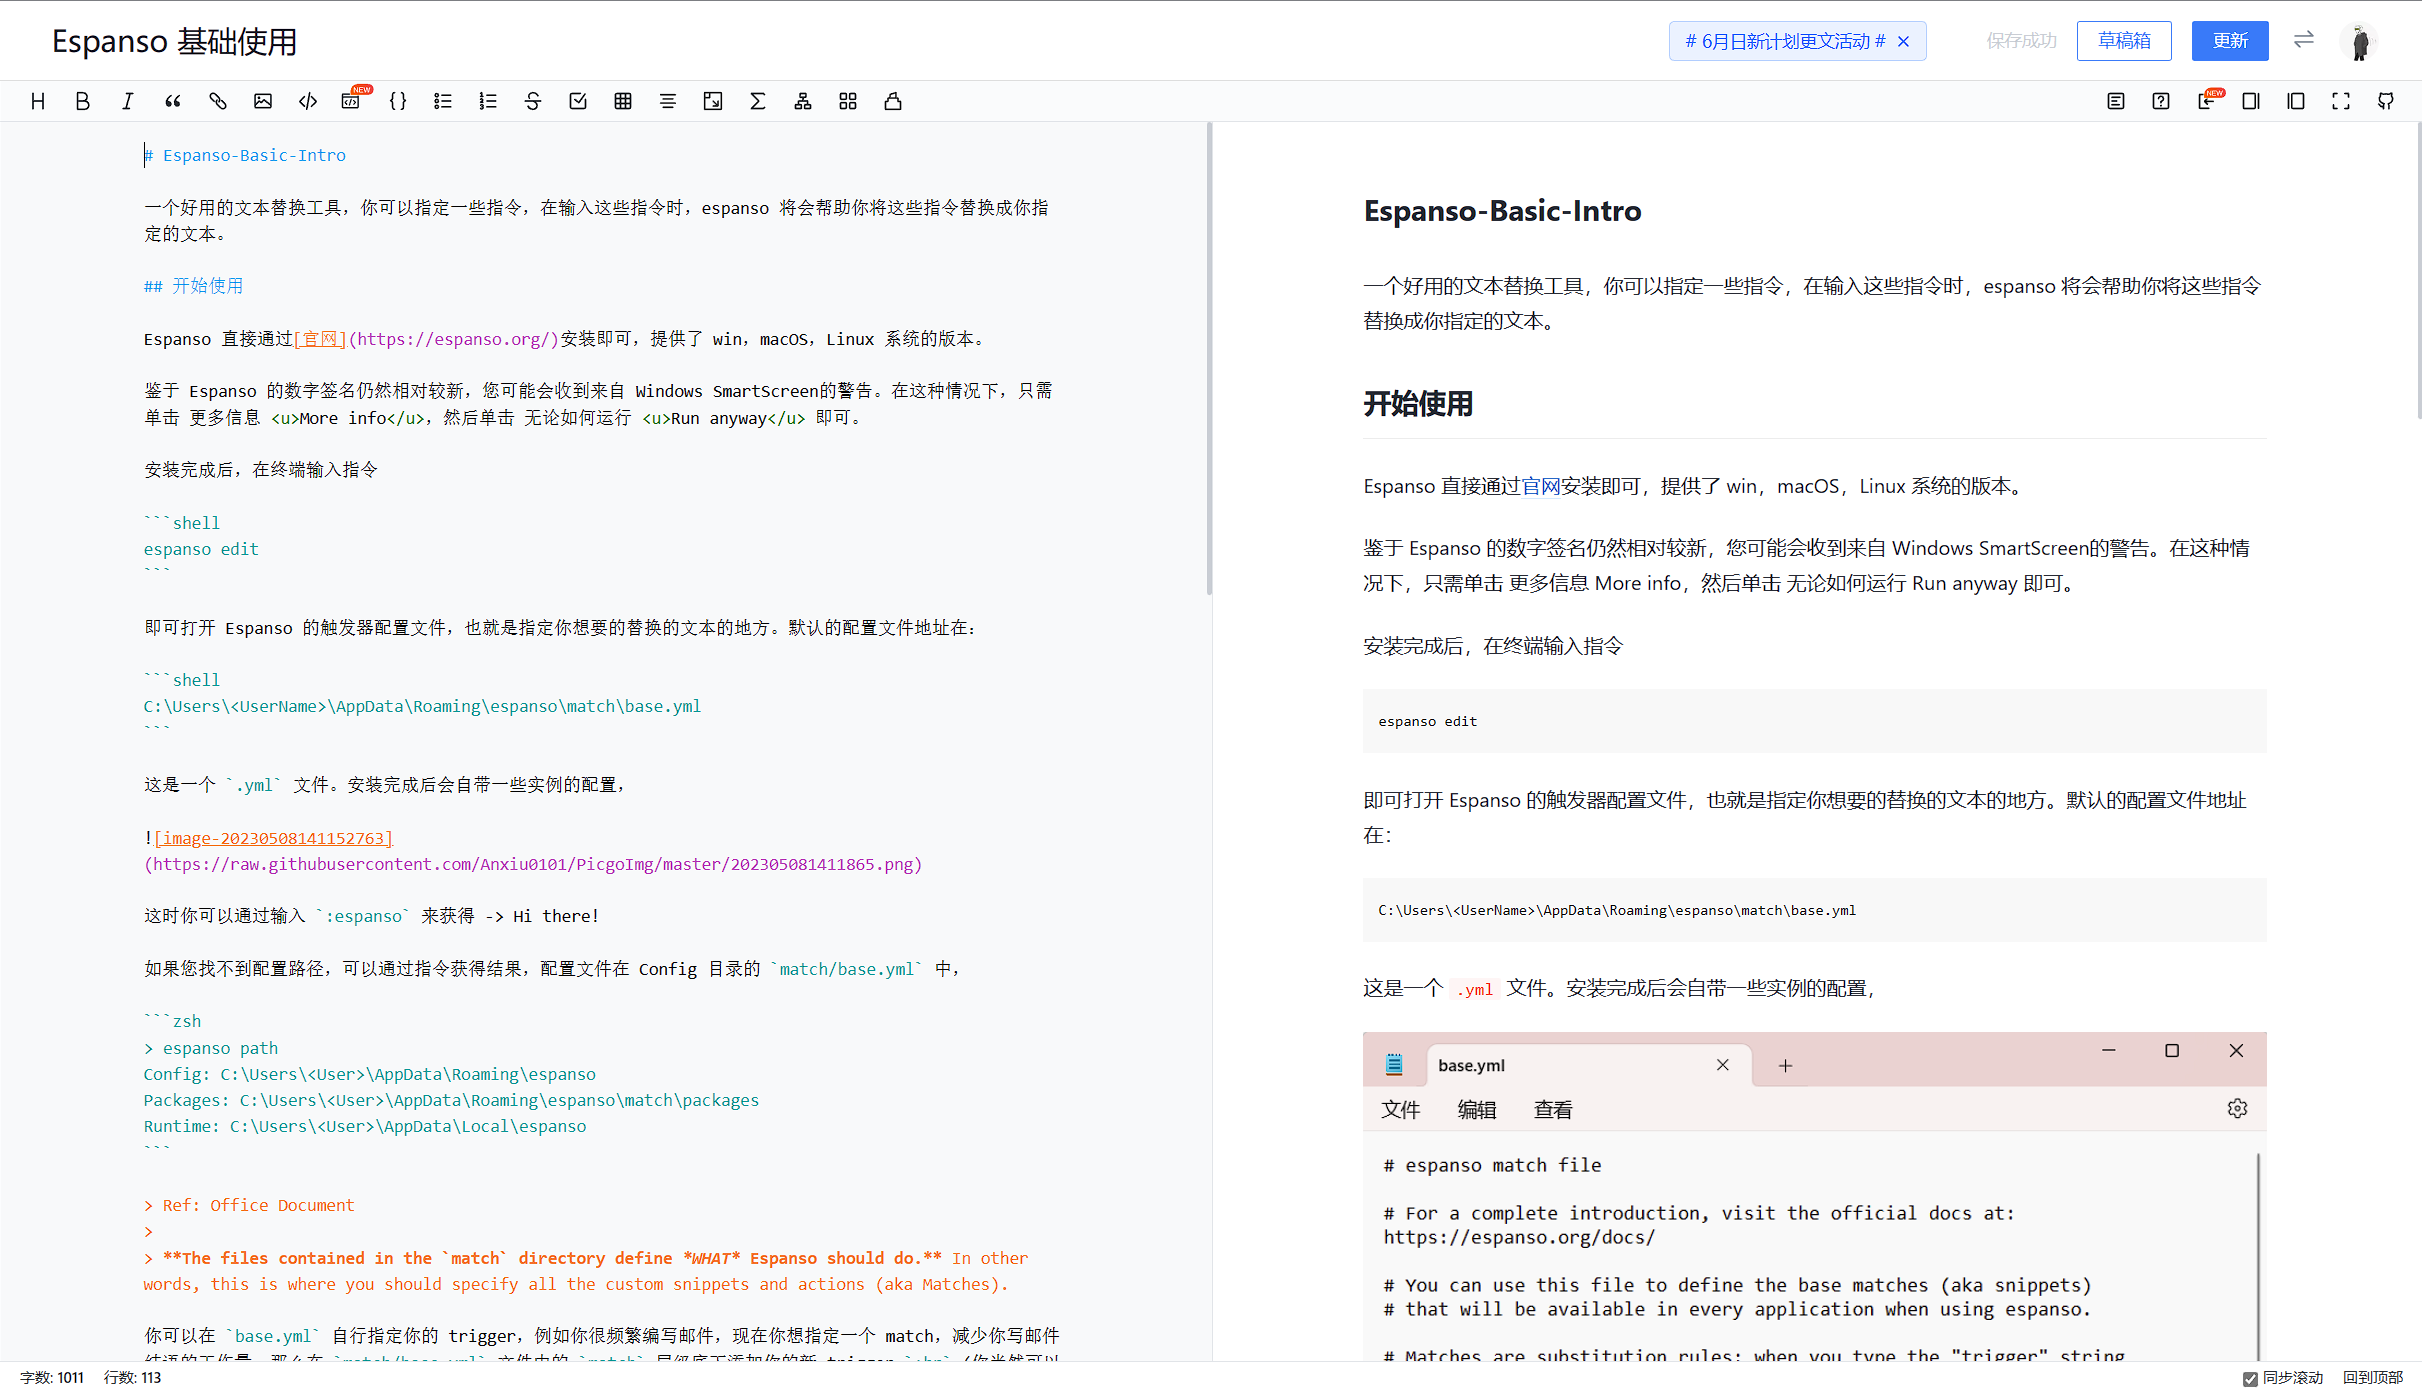 Espanso 基础使用
# 6月日新计划更文活动 # ×
保存成功
草稿箱
更新
NEW
NEW
# Espanso-Basic-Intro
一个好用的文本替换工具，你可以指定一些指令，在输入这些指令时，espanso 将会帮助你将这些指令替换成你指
定的文本。
## 开始使用
Espanso 直接通过[官网](https://espanso.org/)安装即可，提供了 win，macOS，Linux 系统的版本。
鉴于 Espanso 的数字签名仍然相对较新，您可能会收到来自 Windows SmartScreen的警告。在这种情况下，只需
单击 更多信息 <u>More info</u>，然后单击 无论如何运行 <u>Run anyway</u> 即可。
安装完成后，在终端输入指令
```shell
espanso edit
```
即可打开 Espanso 的触发器配置文件，也就是指定你想要的替换的文本的地方。默认的配置文件地址在：
```shell
C:\Users\<UserName>\AppData\Roaming\espanso\match\base.yml
```
这是一个 `.yml` 文件。安装完成后会自带一些实例的配置，
![image-20230508141152763]
(https://raw.githubusercontent.com/Anxiu0101/PicgoImg/master/202305081411865.png)
这时你可以通过输入 `:espanso` 来获得 -> Hi there!
如果您找不到配置路径，可以通过指令获得结果，配置文件在 Config 目录的 `match/base.yml` 中，
```zsh
> espanso path
Config: C:\Users\<User>\AppData\Roaming\espanso
Packages: C:\Users\<User>\AppData\Roaming\espanso\match\packages
Runtime: C:\Users\<User>\AppData\Local\espanso
```
> Ref: Office Document
>
> **The files contained in the `match` directory define *WHAT* Espanso should do.** In other
words, this is where you should specify all the custom snippets and actions (aka Matches).
你可以在 `base.yml` 自行指定你的 trigger，例如你很频繁编写邮件，现在你想指定一个 match，减少你写邮件
结语的工作量，那么在 `match/base.yml` 文件中的 `match` 层级底下添加你的新 trigger `:br`（你当然可以
Espanso-Basic-Intro
一个好用的文本替换工具，你可以指定一些指令，在输入这些指令时，espanso 将会帮助你将这些指令
替换成你指定的文本。
开始使用
Espanso 直接通过官网安装即可，提供了 win，macOS，Linux 系统的版本。
鉴于 Espanso 的数字签名仍然相对较新，您可能会收到来自 Windows SmartScreen的警告。在这种情
况下，只需单击 更多信息 More info，然后单击 无论如何运行 Run anyway 即可。
安装完成后，在终端输入指令
espanso edit
即可打开 Espanso 的触发器配置文件，也就是指定你想要的替换的文本的地方。默认的配置文件地址
在：
C:\Users\<UserName>\AppData\Roaming\espanso\match\base.yml
这是一个 .yml 文件。安装完成后会自带一些实例的配置，
base.yml
文件 编辑 查看
# espanso match file
# For a complete introduction, visit the official docs at:
https://espanso.org/docs/
# You can use this file to define the base matches (aka snippets)
# that will be available in every application when using espanso.
# Matches are substitution rules: when you type the "trigger" string
字数: 1011 行数: 113
同步滚动 回到顶部